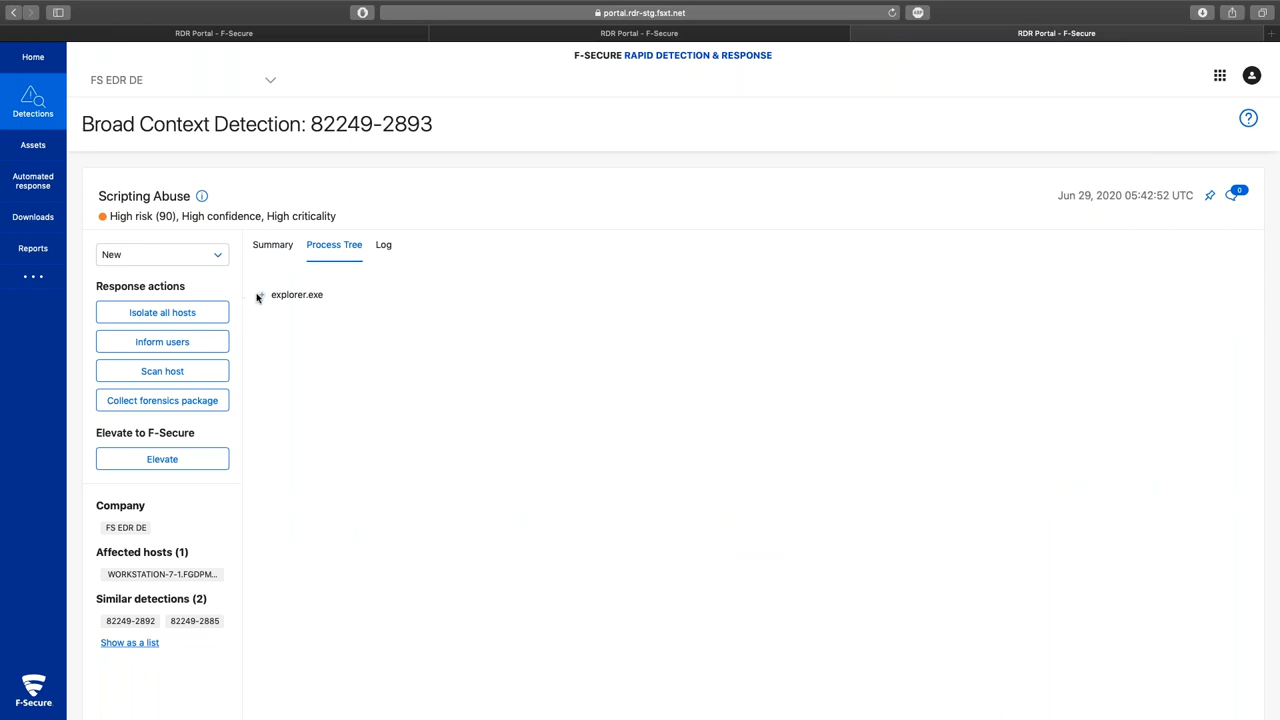 portal.rdr-stg.fsxt.net
ABP
RDR Portal - F-Secure
RDR Portal - F-Secure
RDR Portal - F-Secure
Home
Detections
Assets
Automated
response
Downloads
Reports
F-Secure
F-SECURE RAPID DETECTION & RESPONSE
FS EDR DE
Broad Context Detection: 82249-2893
Scripting Abuse
High risk (90), High confidence, High criticality
Jun 29, 2020 05:42:52 UTC
0
New
Summary
Process Tree
Log
explorer.exe
Response actions
Isolate all hosts
Inform users
Scan host
Collect forensics package
Elevate to F-Secure
Elevate
Company
FS EDR DE
Affected hosts (1)
WORKSTATION-7-1.FGDPM...
Similar detections (2)
82249-2892
82249-2885
Show as a list